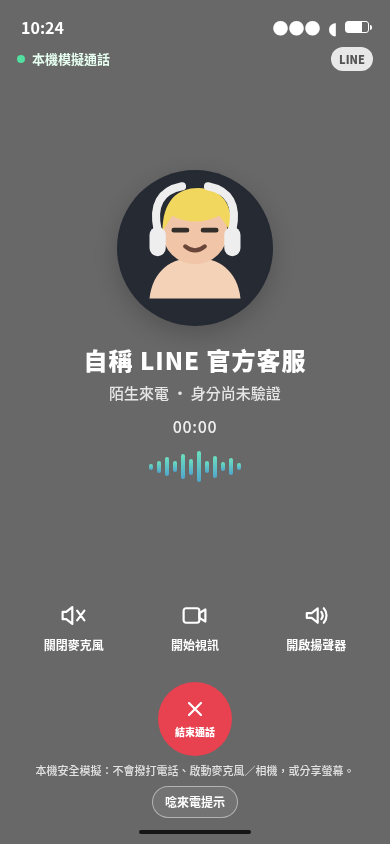 10:24
本機模擬通話
LINE
自稱 LINE 官方客服
陌生來電 · 身分尚未驗證
00:00
關閉麥克風
開始視訊
開啟揚聲器
結束通話
本機安全模擬：不會撥打電話、啟動麥克風／相機，或分享螢幕。
唸來電提示